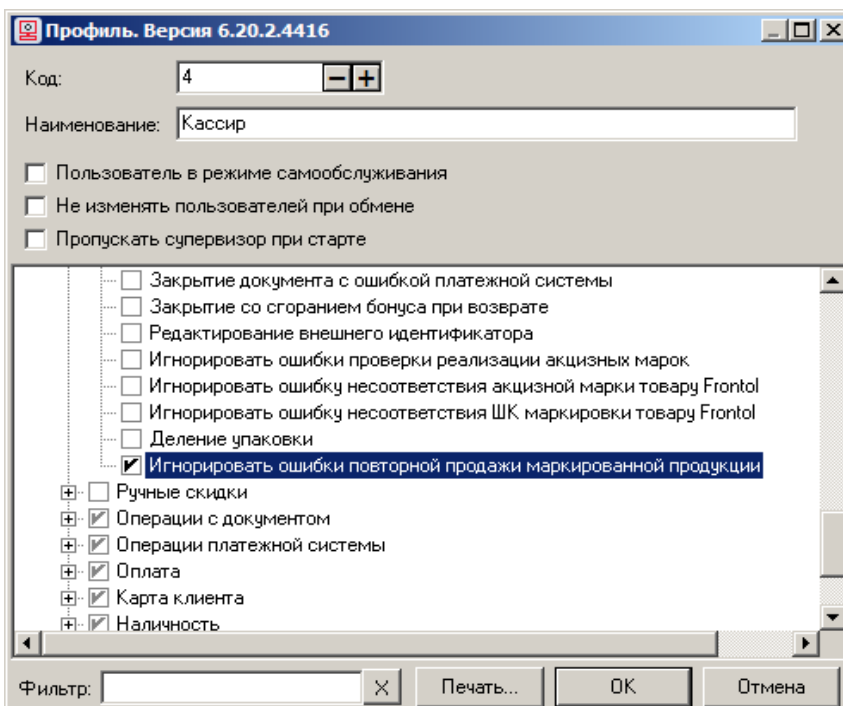 Профиль. Версия 6.20.2.4416
Код: 4
Наименование: Кассир
Пользователь в режиме самообслуживания
Не изменять пользователей при обмене
Пропускать супервизор при старте
Закрытие документа с ошибкой платежной системы
Закрытие со сгоранием бонуса при возврате
Редактирование внешнего идентификатора
Игнорировать ошибки проверки реализации акцизных марок
Игнорировать ошибку несоответствия акцизной марки товару Frontol
Игнорировать ошибку несоответствия ШК маркировки товару Frontol
Деление упаковки
Игнорировать ошибки повторной продажи маркированной продукции
Ручные скидки
Операции с документом
Операции платежной системы
Оплата
Карта клиента
Наличность
Фильтр: X Печать... ОК Отмена